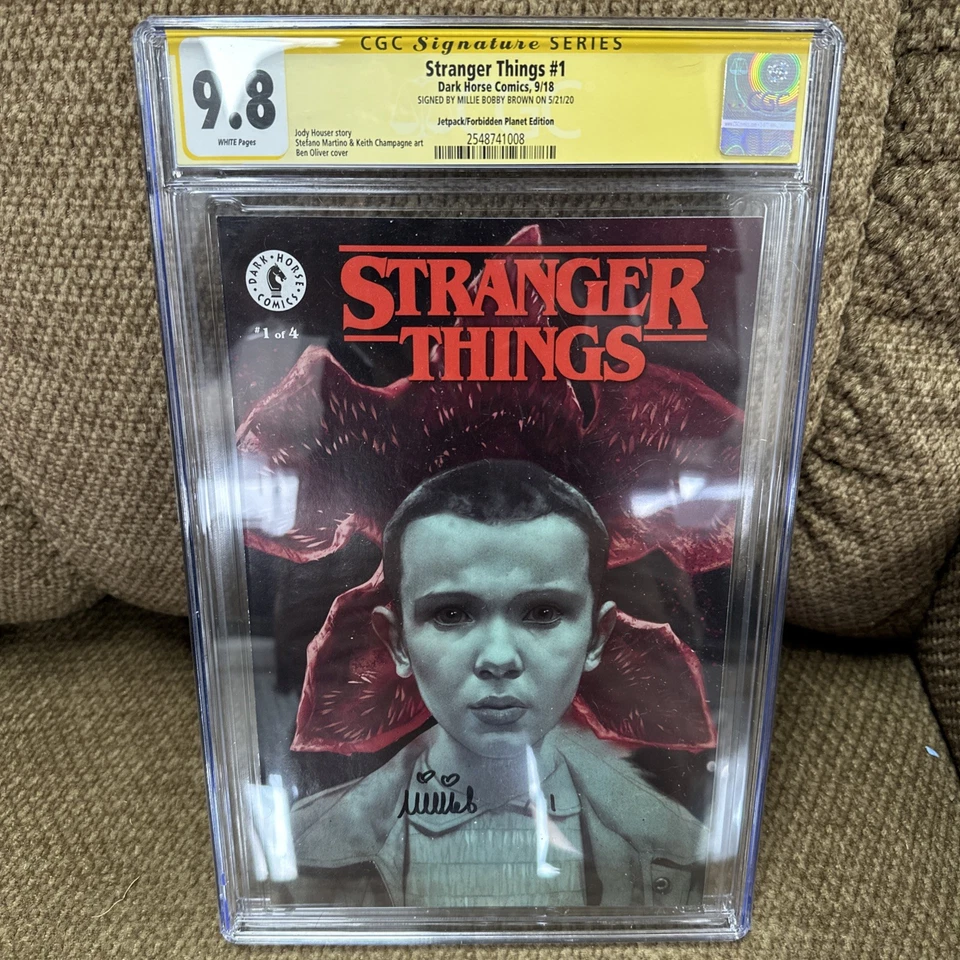 CGC Signature SERIES
9.8
WHITE Pages
Stranger Things #1
Dark Horse Comics, 9/18
SIGNED BY MILLIE BOBBY BROWN ON 5/21/20
Jetpack/Forbidden Planet Edition
2548741008
Jody Houser story
Stefano Martino & Keith Champagne art
Ben Oliver cover
CGC
DARK HORSE COMICS
#1 of 4
STRANGER
THINGS